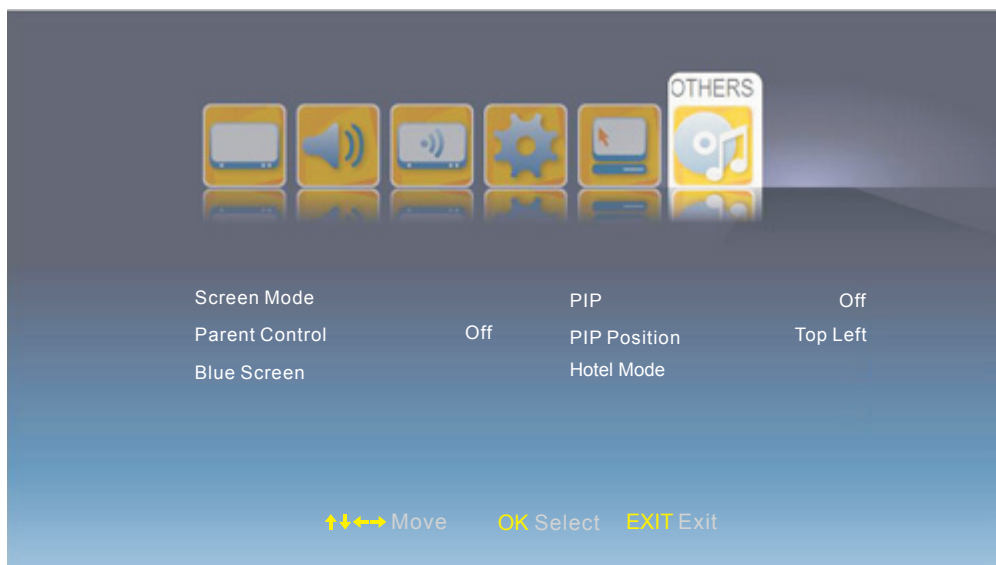 OTHERS
Screen Mode
Parent Control Off
Blue Screen
PIP Off
PIP Position Top Left
Hotel Mode
Move OK Select EXIT Exit